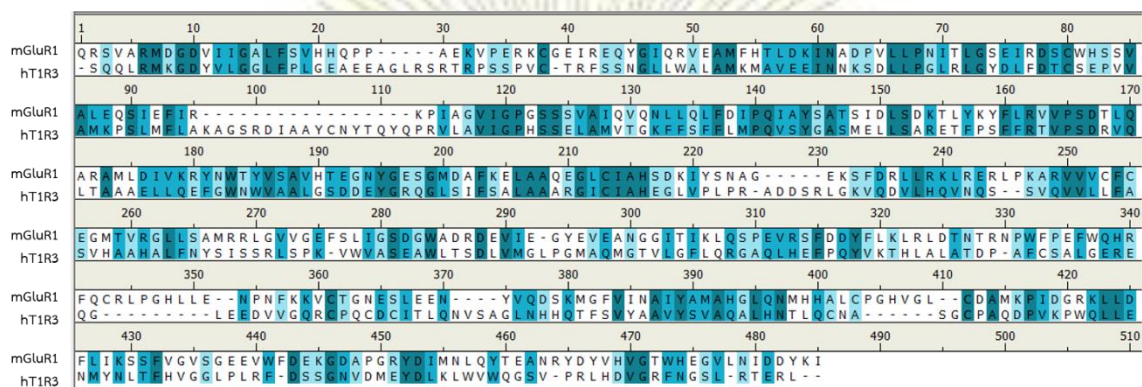 1 10 20 30 40 50 60 70 80
mGluR1 QRSVARMDGDVIIGALFSVHHQPP-----AEKVPERKCGEIREQYGIQRVEAMFHTLDKINADPVLLPNITLGSEIRDSCWHSSV
hT1R3 -SQQLRMKGDYVLGGLFPLGEAEEAGLRSRTRPSSPVC-TRFSSNGLLWALAMKMAVEEINNKSDLLPGLRLGYDLFDTCSEPVV
90 100 110 120 130 140 150 160 170
mGluR1 ALEQSIEFIR-----------------KPIAGVIGPGSSSVAIQVQNLLQLFDIPQIAYSATSIDLSDKTLYKYFLRVVPSDTLQ
hT1R3 AMKPSLMFLAKAGSRDIAAYCNYTQYQPRVLAVIGPHSSELAMVTGKFFSFFLMPQVSYGASMELLSARETFPSFFRTVPSDRVQ
180 190 200 210 220 230 240 250
mGluR1 ARAMLDIVKRYNWTYVSAVHTEGNYGESGMDAFKELAAQEGLCIAHSDKIYSNAG-----EKSFDRLLRKLRERLPKARVVVCFC
hT1R3 LTAAAELLQEFGWNWVAALGSDDEYGRQGLSIFSALAAARGICIAHEGLVPLPR-ADDSRLGKVQDVLHQVNQS--SVQVVLLFA
260 270 280 290 300 310 320 330 340
mGluR1 EGMTVRGLLSAMRRLGVVGEFSLIGSDGWADRDEVIE-GYEVEANGGITIKLQSPEVRSFDDYFLKLRLDTNTRNPWFPEFWQHR
hT1R3 SVHAAHALFNYSISSRLSPK-VWVASEAWLTSDLVMGLPGMAQMGTVLGFLQRGAQLHEFPQYVKTHLALATDP-AFCSALGERE
350 360 370 380 390 400 410 420
mGluR1 FQCRLPGHLLE--NPNFKKVCTGNESLEEN----YVQDSKMGFVINAIYAMAHGLQNMHHALCPGHVGL--CDAMKPIDGRKLLD
hT1R3 QG---------LEEDVVGQRCPQCDCITLQNVSAGLNHHQTFSVYAAVYSVAQALHNTLQCNA------SGCPAQDPVKPWQLLE
430 440 450 460 470 480 490 500 510
mGluR1 FLIKSSFVGVSGEEVWFDEKGDAPGRYDIMNLQYTEANRYDYVHVGTWHEGVLNIDDYKI
hT1R3 NMYNLTFHVGGLPLRF-DSSGNVDMEYDLKLWVWQGSV-PRLHDVGRFNGSL-RTERL--